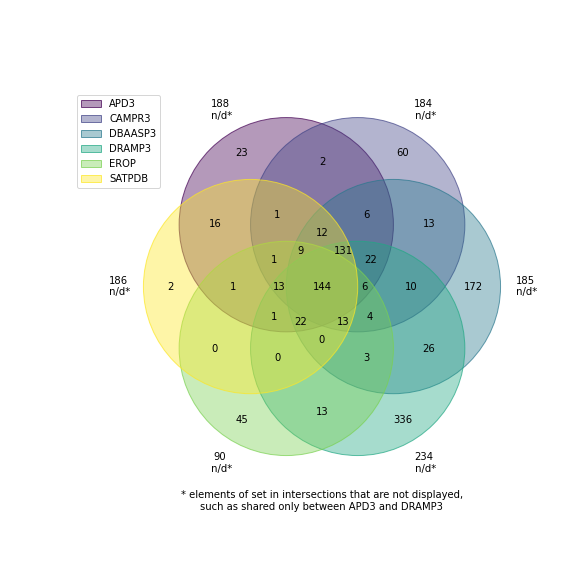 188
n/d*
184
n/d*
APD3
CAMPR3
DBAASP3
DRAMP3
EROP
SATPDB
23
2
60
16
1
6
13
12
9
131
1
22
186
n/d*
2
1
13
144
6
10
172
185
n/d*
1
22
13
4
0
0
0
3
26
45
13
336
90
n/d*
234
n/d*
* elements of set in intersections that are not displayed,
such as shared only between APD3 and DRAMP3